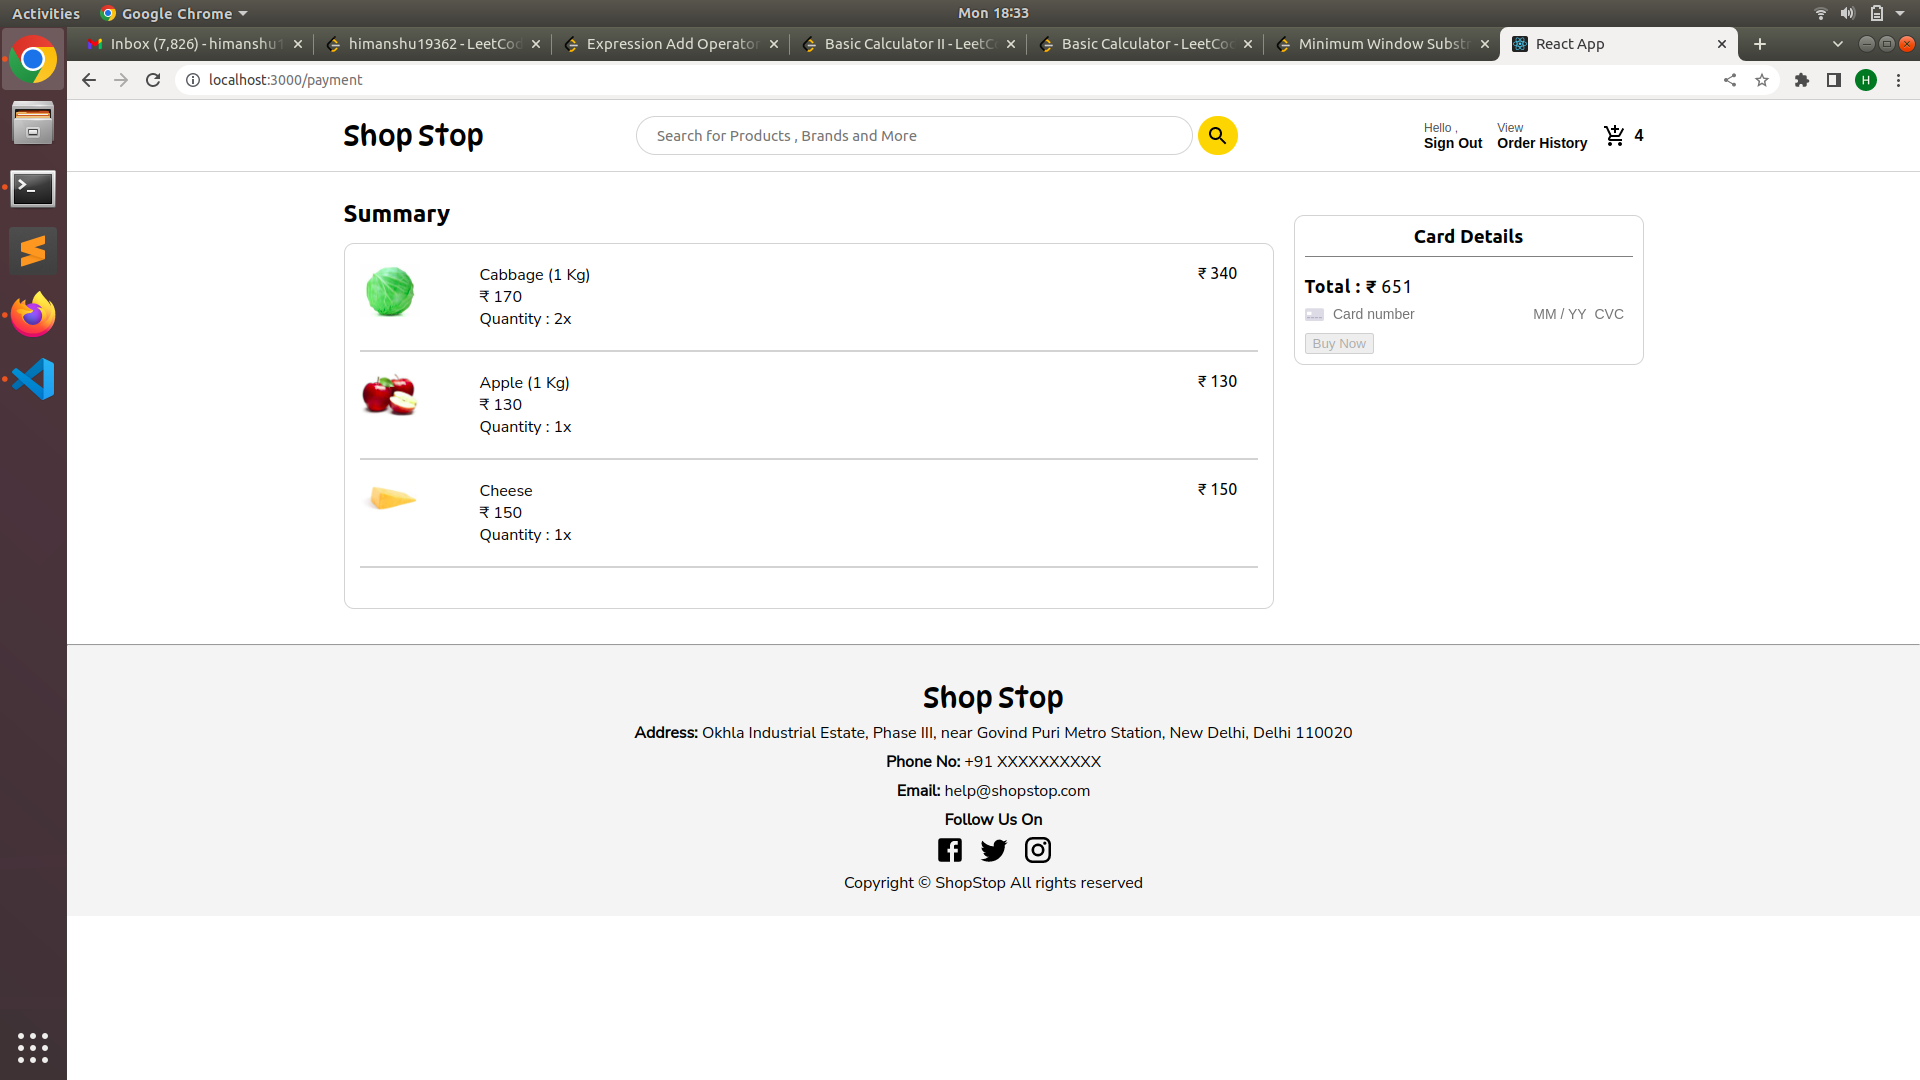 Activities Google Chrome Mon 18:33
Inbox (7,826) - himanshu1 himanshu19362 - LeetCod Expression Add Operator Basic Calculator II - LeetC Basic Calculator - LeetCo Minimum Window Subst React App
localhost:3000/payment H
Shop Stop Search for Products , Brands and More Hello , Sign Out View Order History 4
Summary
Cabbage (1 Kg) ₹ 340
₹ 170
Quantity : 2x
Apple (1 Kg) ₹ 130
₹ 130
Quantity : 1x
Cheese ₹ 150
₹ 150
Quantity : 1x
Card Details
Total : ₹ 651
Card number MM / YY CVC
Buy Now
Shop Stop
Address: Okhla Industrial Estate, Phase III, near Govind Puri Metro Station, New Delhi, Delhi 110020
Phone No: +91 XXXXXXXXXX
Email: help@shopstop.com
Follow Us On
Copyright © ShopStop All rights reserved